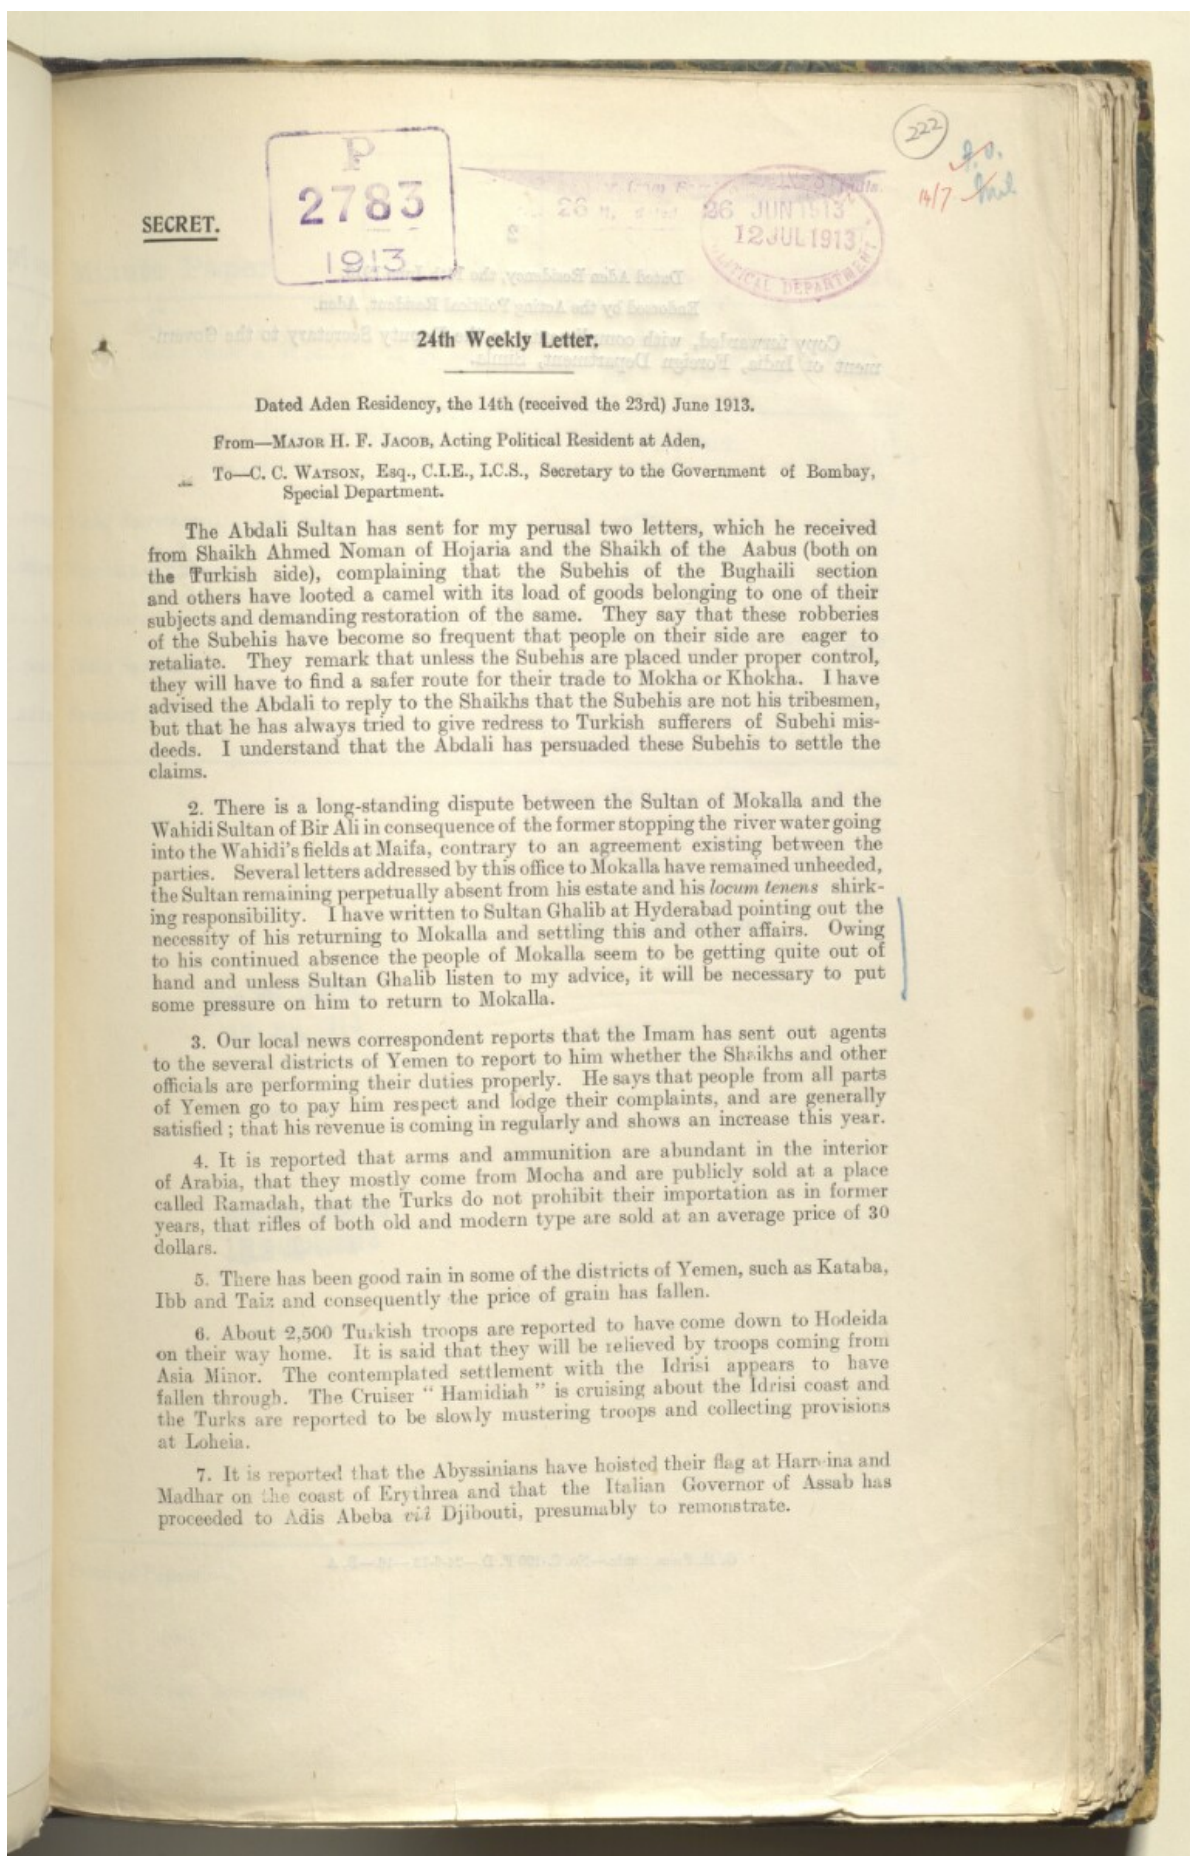 222
P
2783
1913
26
26 JUN 1913
12 JUL 1913
POLITICAL DEPARTMENT
14/7
SECRET.
24th Weekly Letter.
Dated Aden Residency, the 14th (received the 23rd) June 1913.
From—MAJOR H. F. JACOB, Acting Political Resident at Aden,
To—C. C. WATSON, Esq., C.I.E., I.C.S., Secretary to the Government of Bombay,
Special Department.
The Abdali Sultan has sent for my perusal two letters, which he received
from Shaikh Ahmed Noman of Hojaria and the Shaikh of the Aabus (both on
the Turkish side), complaining that the Subehis of the Bughaili section
and others have looted a camel with its load of goods belonging to one of their
subjects and demanding restoration of the same. They say that these robberies
of the Subehis have become so frequent that people on their side are eager to
retaliate. They remark that unless the Subehis are placed under proper control,
they will have to find a safer route for their trade to Mokha or Khokha. I have
advised the Abdali to reply to the Shaikhs that the Subehis are not his tribesmen,
but that he has always tried to give redress to Turkish sufferers of Subehi mis-
deeds. I understand that the Abdali has persuaded these Subehis to settle the
claims.
2. There is a long-standing dispute between the Sultan of Mokalla and the
Wahidi Sultan of Bir Ali in consequence of the former stopping the river water going
into the Wahidi's fields at Maifa, contrary to an agreement existing between the
parties. Several letters addressed by this office to Mokalla have remained unheeded,
the Sultan remaining perpetually absent from his estate and his locum tenens shirk-
ing responsibility. I have written to Sultan Ghalib at Hyderabad pointing out the
necessity of his returning to Mokalla and settling this and other affairs. Owing
to his continued absence the people of Mokalla seem to be getting quite out of
hand and unless Sultan Ghalib listen to my advice, it will be necessary to put
some pressure on him to return to Mokalla.
3. Our local news correspondent reports that the Imam has sent out agents
to the several districts of Yemen to report to him whether the Shaikhs and other
officials are performing their duties properly. He says that people from all parts
of Yemen go to pay him respect and lodge their complaints, and are generally
satisfied ; that his revenue is coming in regularly and shows an increase this year.
4. It is reported that arms and ammunition are abundant in the interior
of Arabia, that they mostly come from Mocha and are publicly sold at a place
called Ramadah, that the Turks do not prohibit their importation as in former
years, that rifles of both old and modern type are sold at an average price of 30
dollars.
5. There has been good rain in some of the districts of Yemen, such as Kataba,
Ibb and Taiz and consequently the price of grain has fallen.
6. About 2,500 Turkish troops are reported to have come down to Hodeida
on their way home. It is said that they will be relieved by troops coming from
Asia Minor. The contemplated settlement with the Idrisi appears to have
fallen through. The Cruiser " Hamidiah " is cruising about the Idrisi coast and
the Turks are reported to be slowly mustering troops and collecting provisions
at Loheia.
7. It is reported that the Abyssinians have hoisted their flag at and
Madhar on the coast of Erythrea and that the Italian Governor of Assab has
proceeded to Adis Abeba viâ Djibouti, presumably to remonstrate.